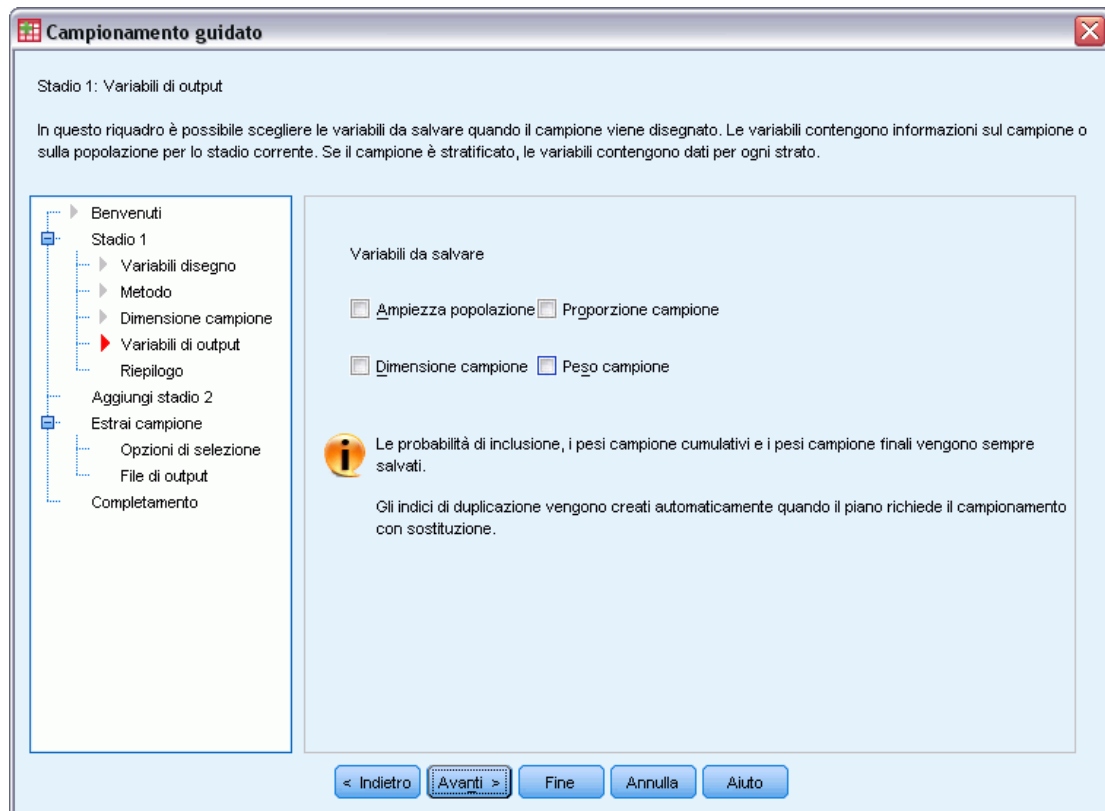 Campionamento guidato
Stadio 1: Variabili di output
In questo riquadro è possibile scegliere le variabili da salvare quando il campione viene disegnato. Le variabili contengono informazioni sul campione o
sulla popolazione per lo stadio corrente. Se il campione è stratificato, le variabili contengono dati per ogni strato.
Benvenuti
Stadio 1
Variabili disegno
Metodo
Dimensione campione
Variabili di output
Riepilogo
Aggiungi stadio 2
Estrai campione
Opzioni di selezione
File di output
Completamento
Variabili da salvare
Ampiezza popolazione Proporzione campione
Dimensione campione Peso campione
Le probabilità di inclusione, i pesi campione cumulativi e i pesi campione finali vengono sempre
salvati.
Gli indici di duplicazione vengono creati automaticamente quando il piano richiede il campionamento
con sostituzione.
< Indietro Avanti > Fine Annulla Aiuto